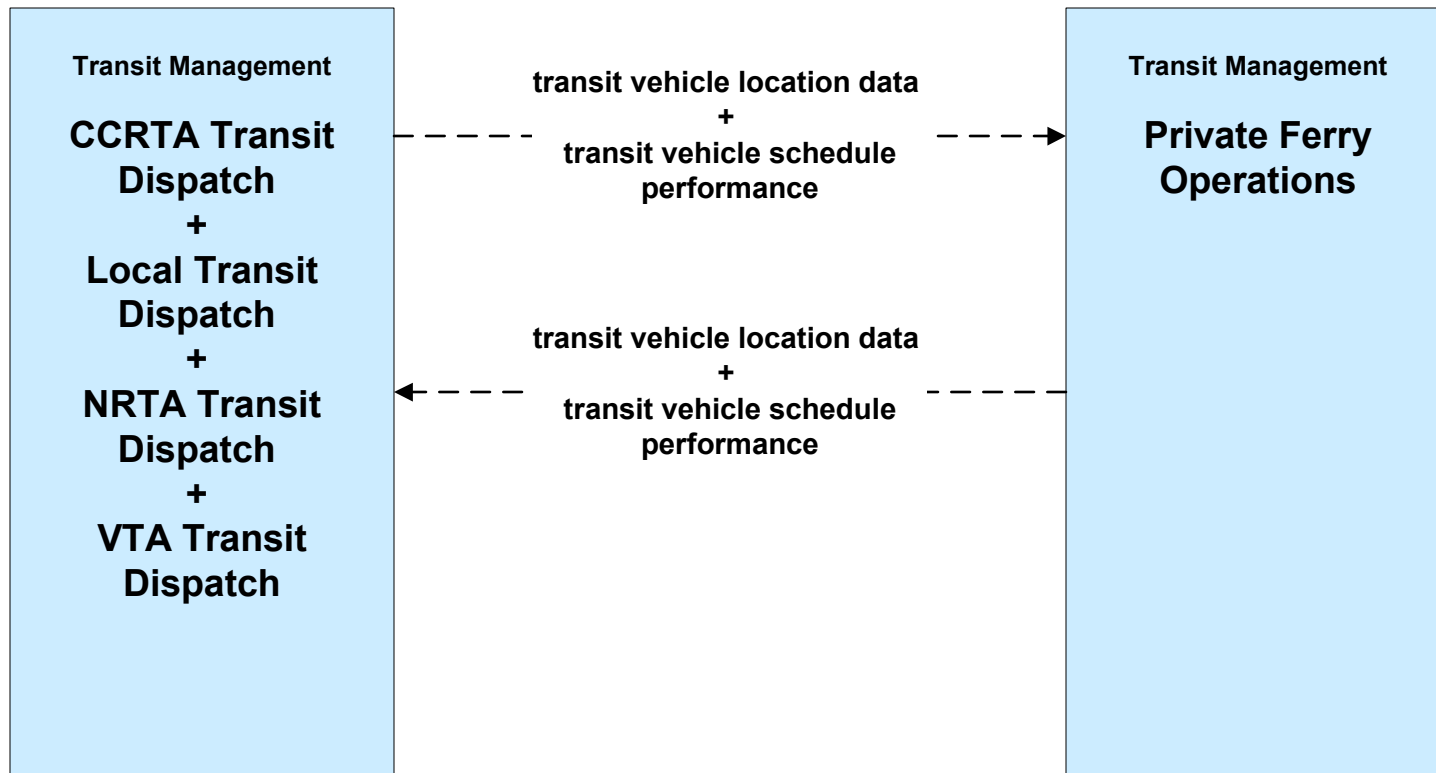 Transit Management
CCRTA Transit
Dispatch
+
Local Transit
Dispatch
+
NRTA Transit
Dispatch
+
VTA Transit
Dispatch
transit vehicle location data
+
transit vehicle schedule
performance
transit vehicle location data
+
transit vehicle schedule
performance
Transit Management
Private Ferry
Operations